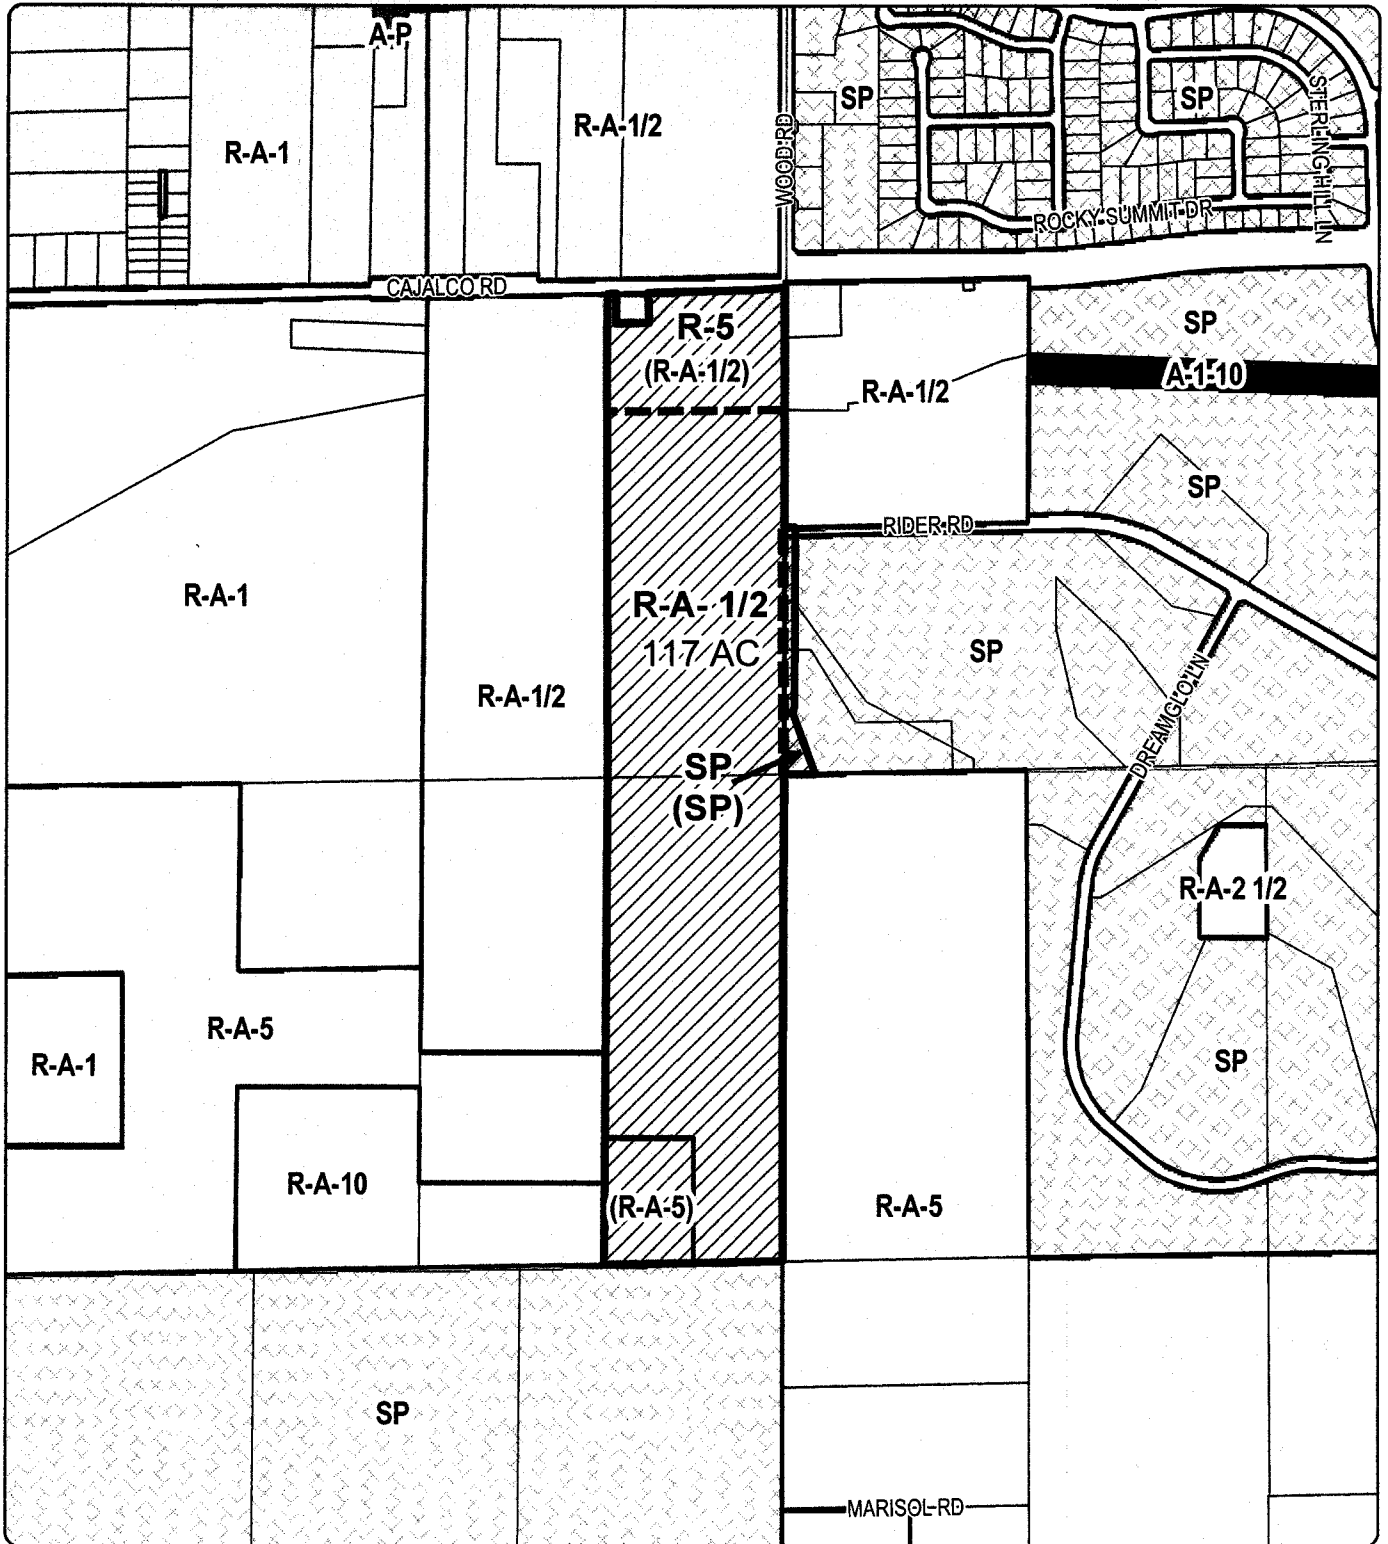 A-P
R-A-1/2
R-A-1
SP
SP
WOOD RD
STERLING HILL LN
ROCKY SUMMIT DR
CAJALCO RD
R-5
(R-A-1/2)
SP
A-1-10
R-A-1/2
SP
RIDER RD
R-A-1
R-A- 1/2
117 AC
SP
R-A-1/2
DREAMGLO LN
SP
(SP)
R-A-2 1/2
R-A-5
R-A-1
SP
R-A-10
(R-A-5)
R-A-5
SP
MARISOL RD